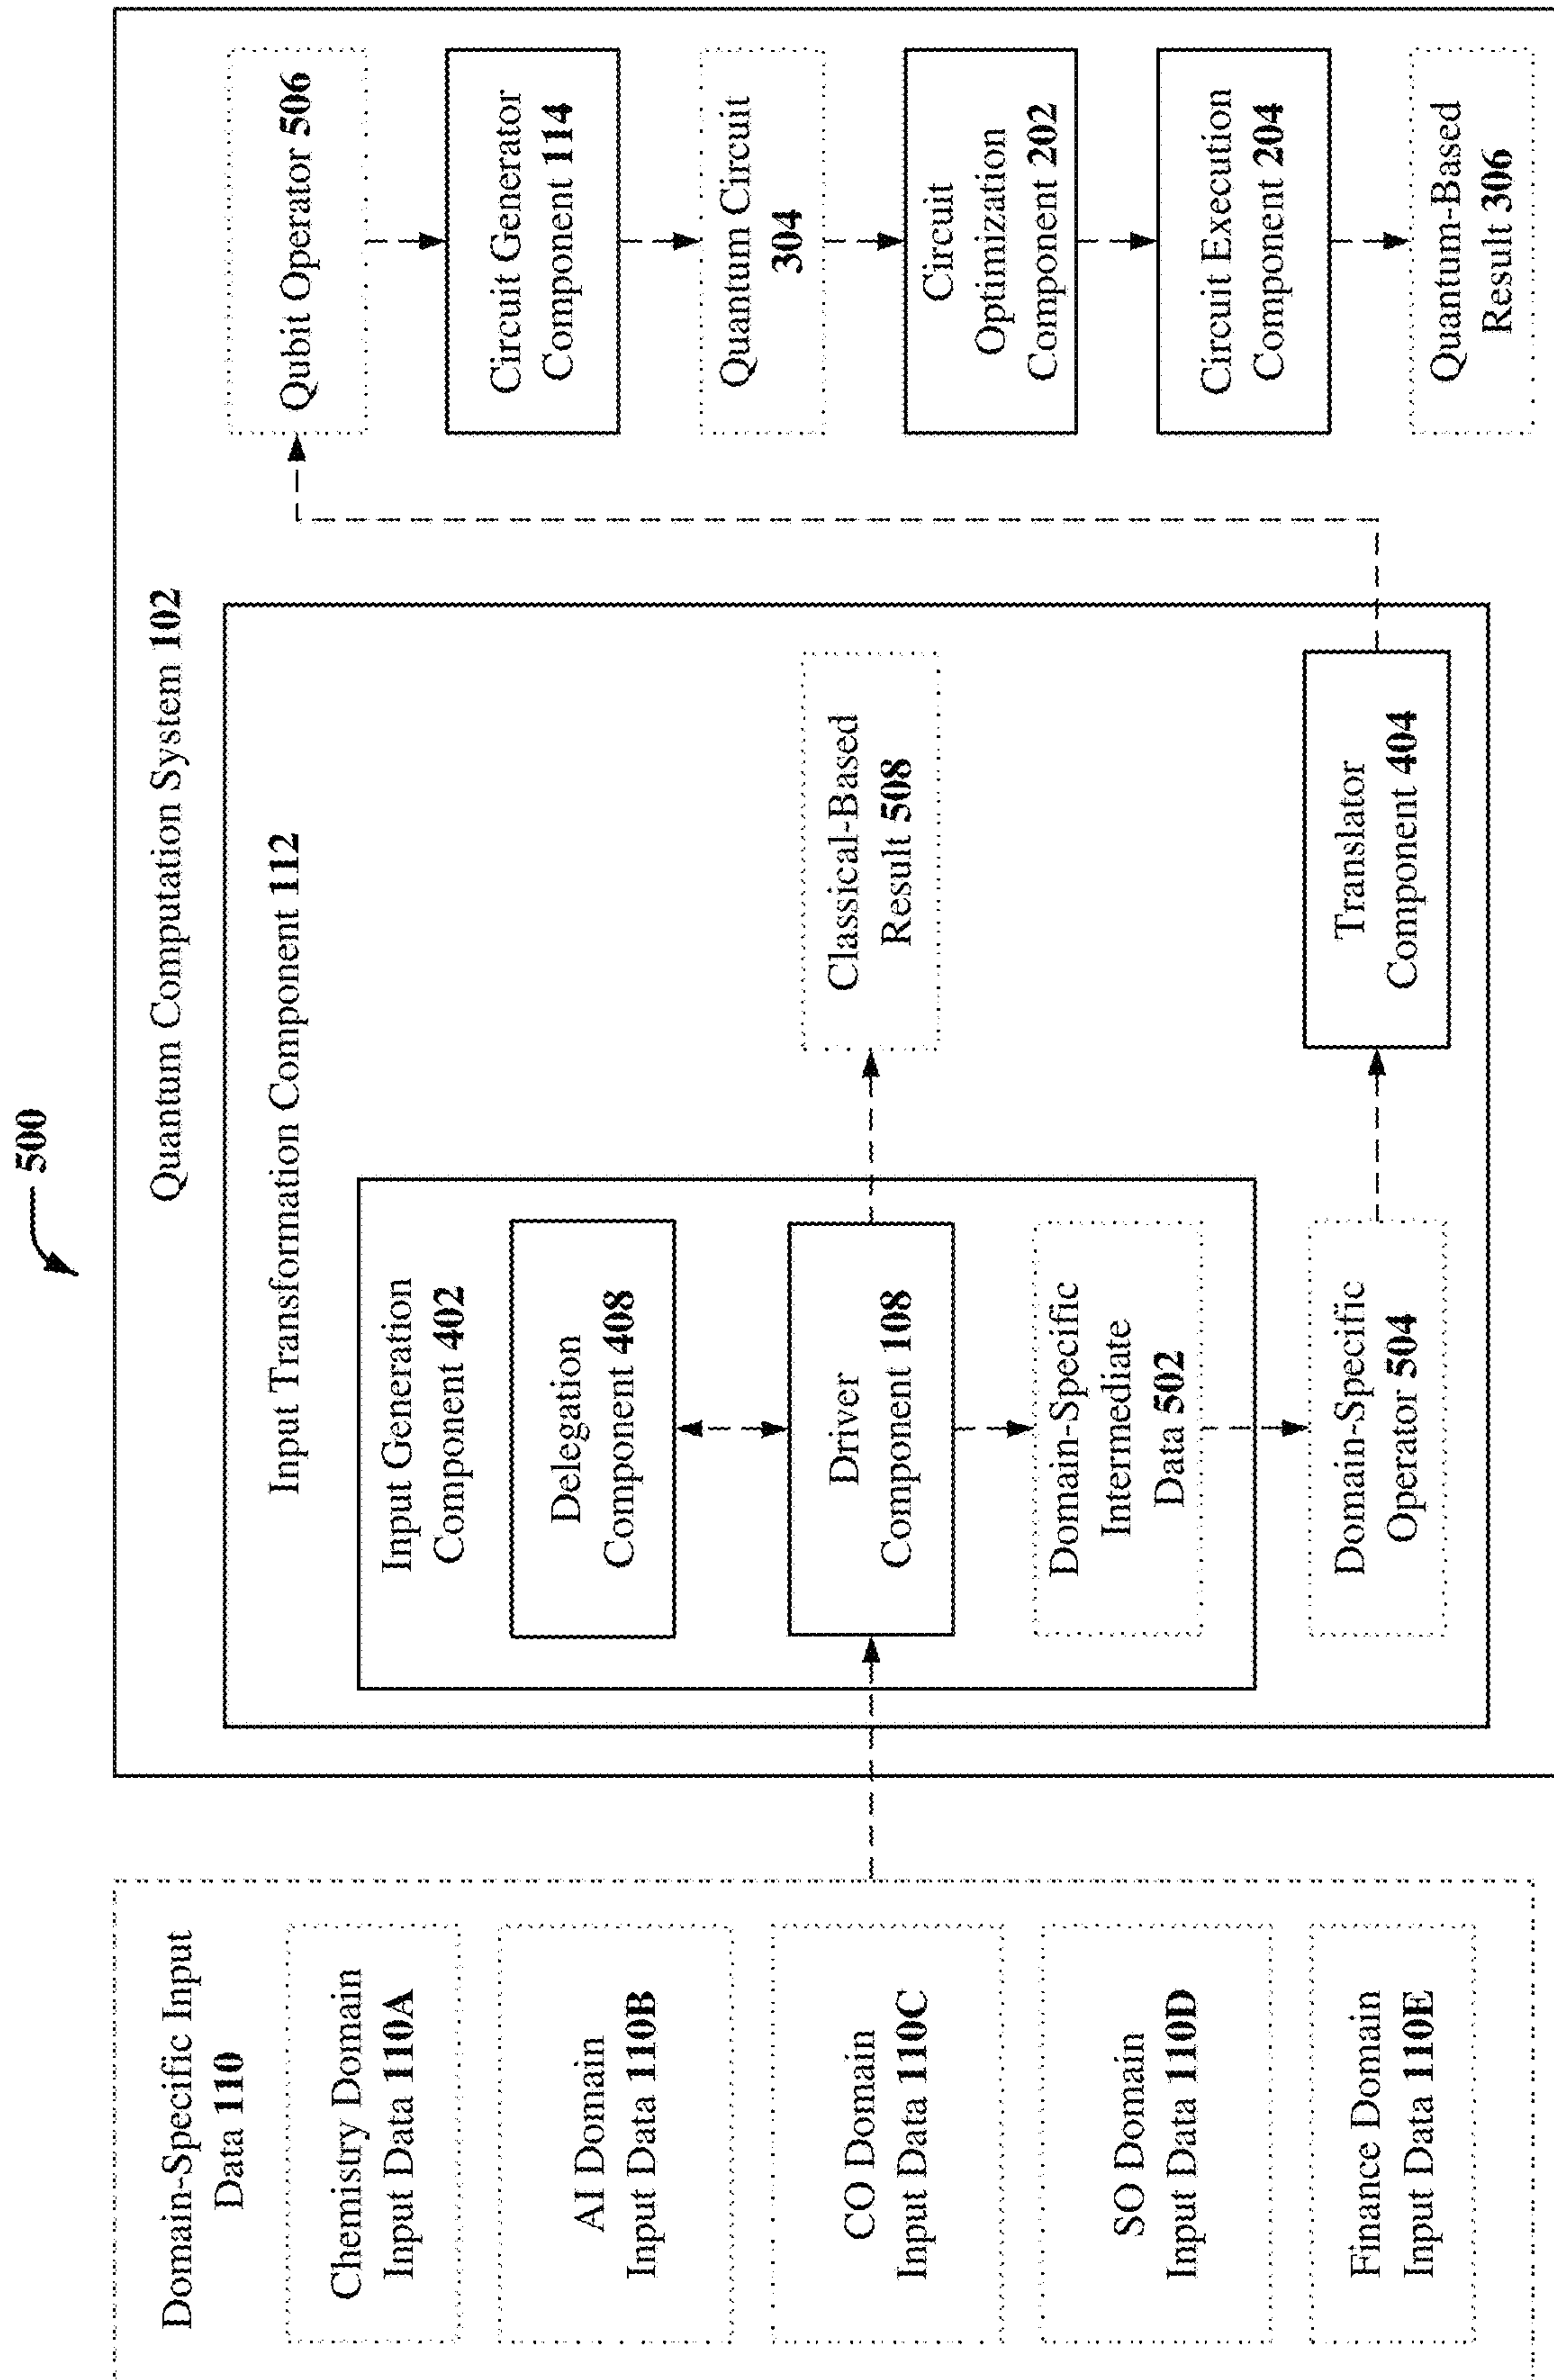 500
Domain-Specific Input
Data 110
Chemistry Domain
Input Data 110A
AI Domain
Input Data 110B
CO Domain
Input Data 110C
SO Domain
Input Data 110D
Finance Domain
Input Data 110E
Quantum Computation System 102
Input Transformation Component 112
Input Generation
Component 402
Delegation
Component 408
Driver
Component 108
Domain-Specific
Intermediate
Data 502
Domain-Specific
Operator 504
Classical-Based
Result 508
Translator
Component 404
Qubit Operator 506
Circuit Generator
Component 114
Quantum Circuit
304
Circuit
Optimization
Component 202
Circuit Execution
Component 204
Quantum-Based
Result 306